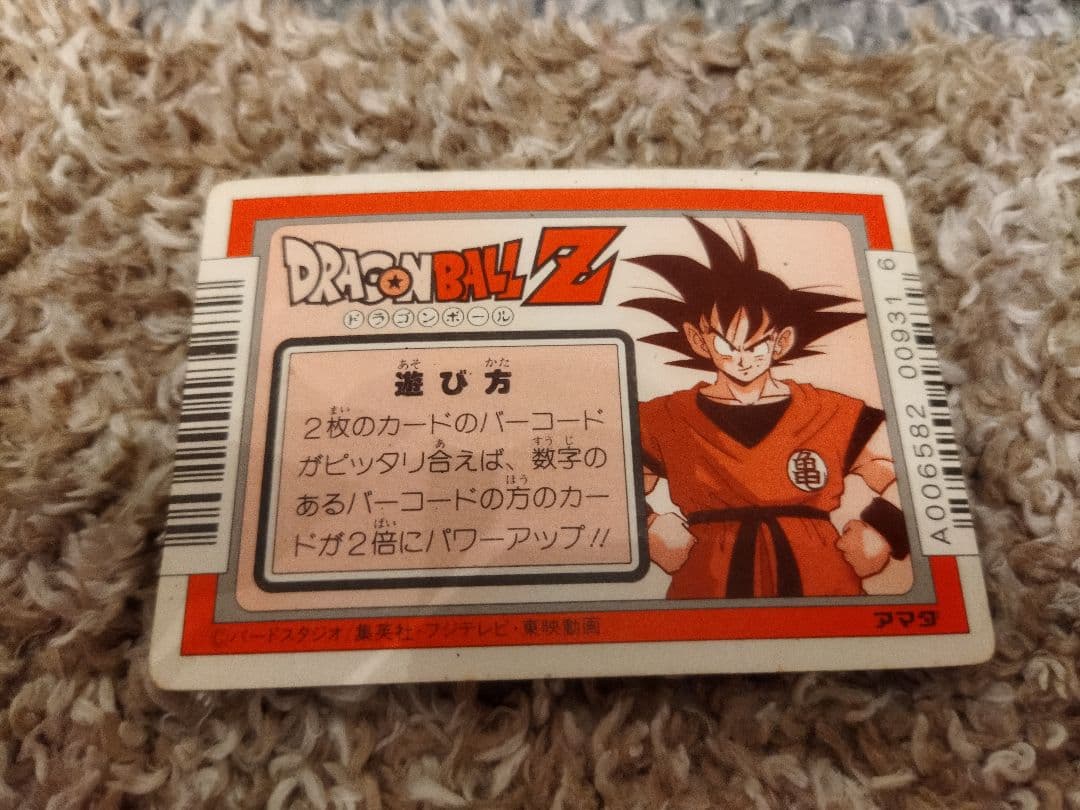 DRAGONBALL Z
ドラゴンボール
遊び方
2枚のカードのバーコード
がピッタリ合えば、数字の
あるバーコードの方のカー
ドが2倍にパワーアップ!!
亀
A006582 00931 6
©バードスタジオ/集英社・フジテレビ・東映動画
アマダ